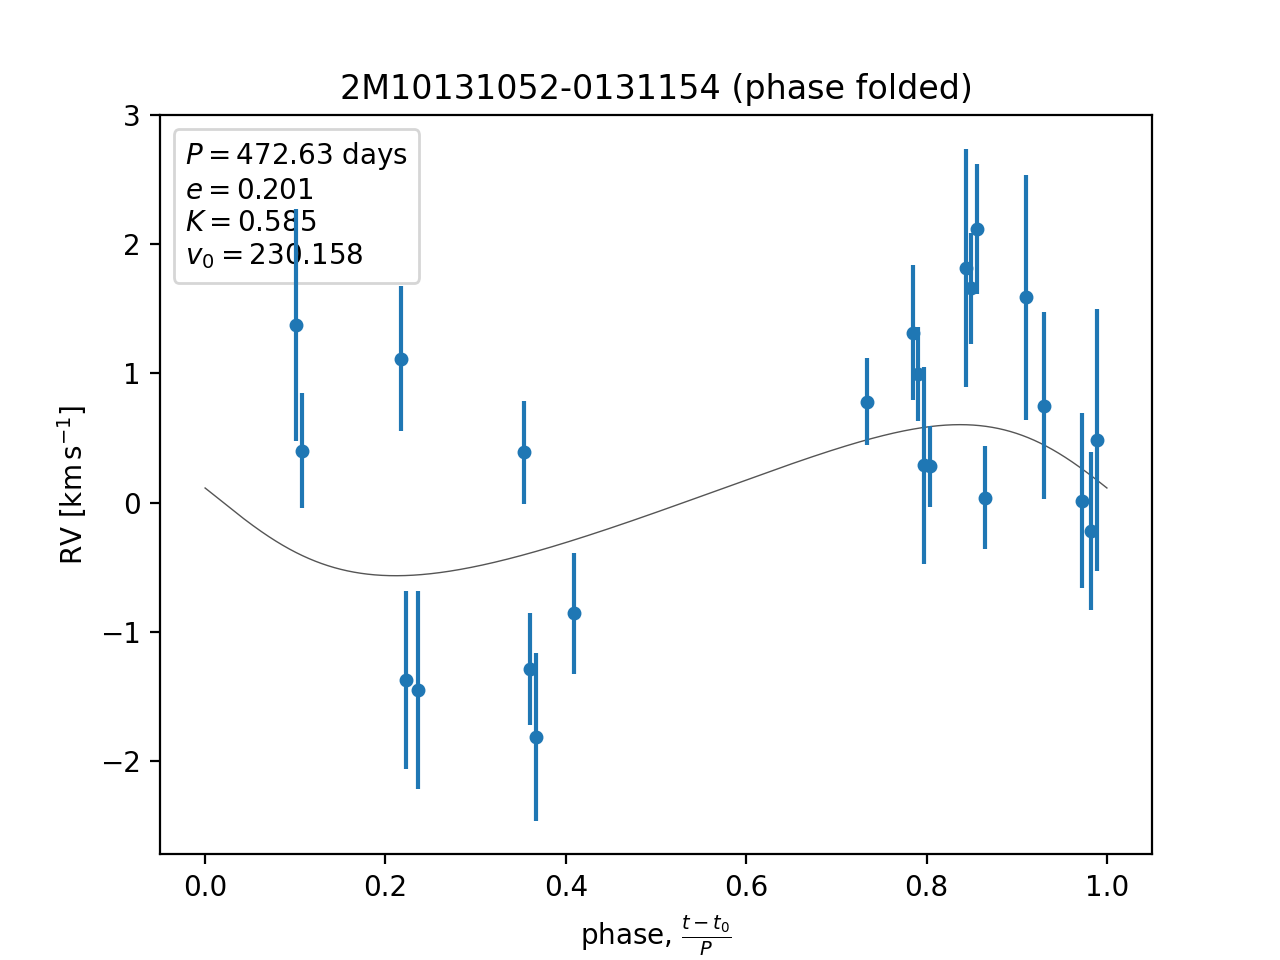 2M10131052-0131154 (phase folded)
P = 472.63 days
e = 0.201
K = 0.585
v₀ = 230.158
RV [km s⁻¹]
3
2
1
0
−1
−2
0.0 0.2 0.4 0.6 0.8 1.0
phase, (t − t₀)/P